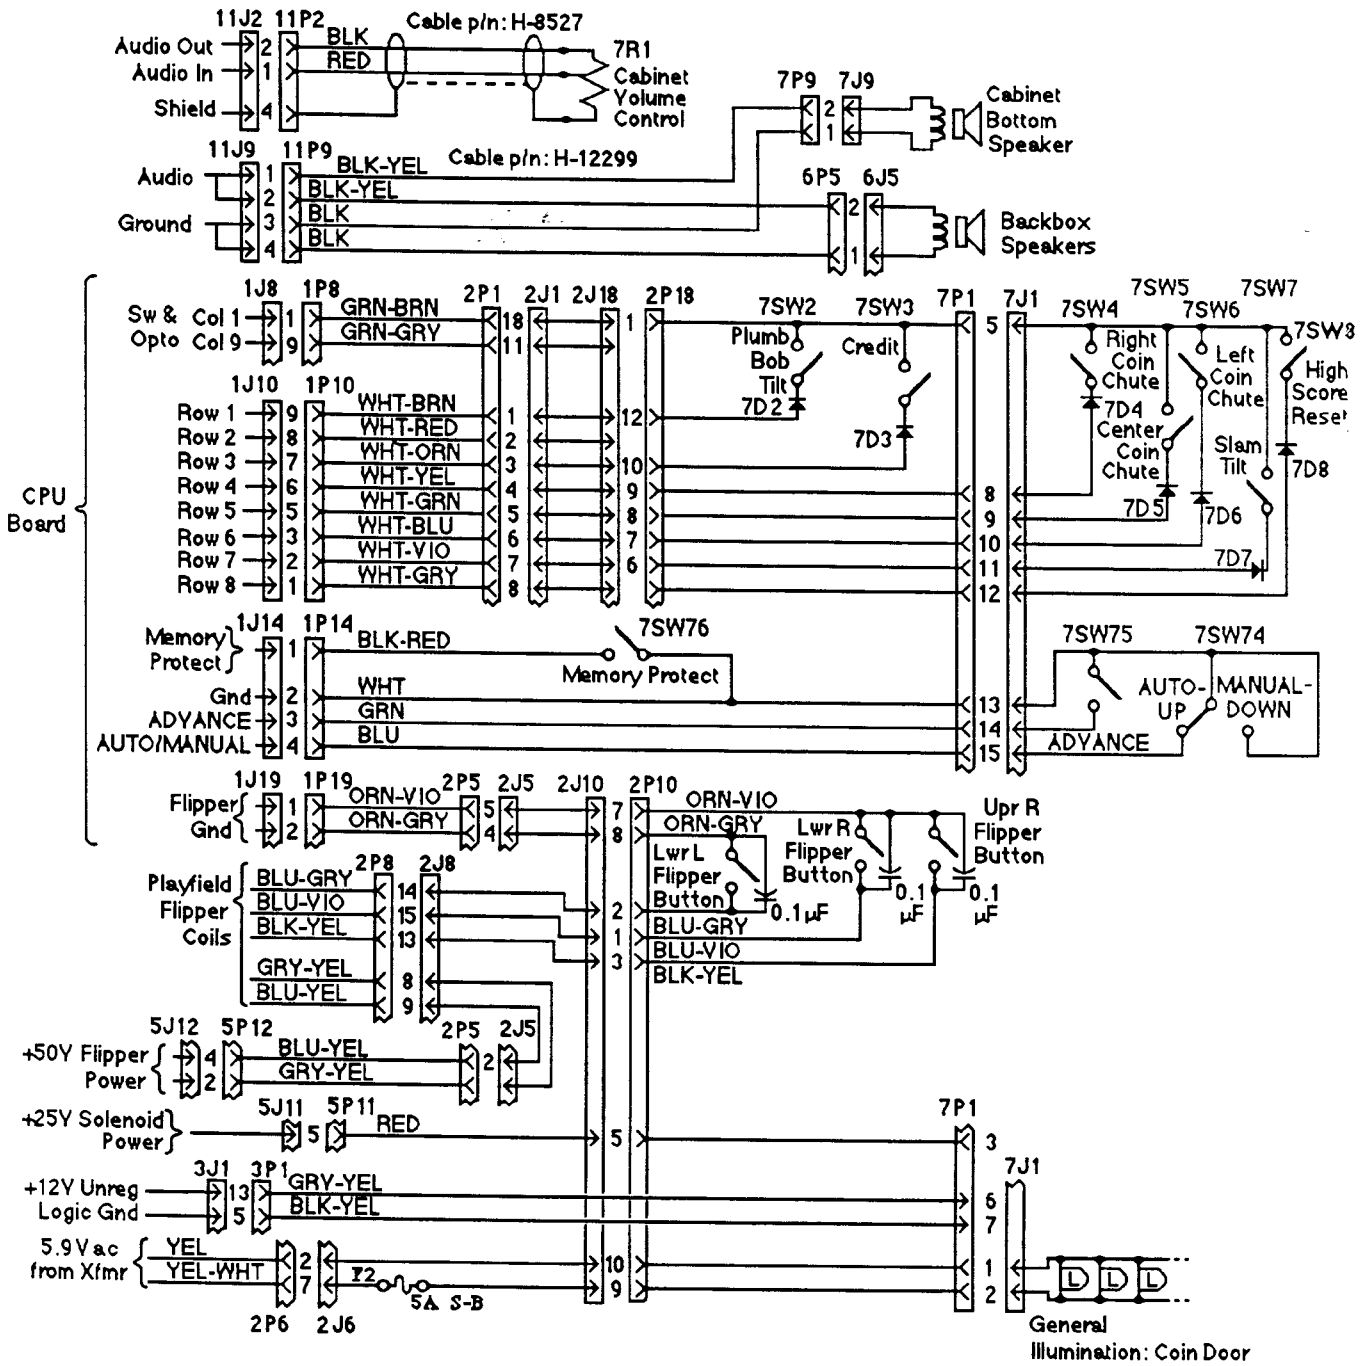 11J2 11P2 Cable p/n: H-8527
Audio Out 2 BLK
Audio In 1 RED
Shield 4
7R1
Cabinet
Volume
Control
7P9 7J9
2
1
Cabinet
Bottom
Speaker
11J9 11P9 Cable p/n: H-12299
Audio 1 BLK-YEL
2 BLK-YEL
Ground 3 BLK
4 BLK
6P5 6J5
2
1
Backbox
Speakers
CPU
Board
1J8 1P8 2P1 2J1 2J18 2P18
Sw & Col 1 1 GRN-BRN 18 1
Opto Col 9 9 GRN-GRY 11
1J10 1P10
Row 1 9 WHT-BRN 1 12
Row 2 8 WHT-RED 2
Row 3 7 WHT-ORN 3 10
Row 4 6 WHT-YEL 4 9
Row 5 5 WHT-GRN 5 8
Row 6 3 WHT-BLU 6 7
Row 7 2 WHT-VIO 7 6
Row 8 1 WHT-GRY 8
7SW2 7SW3
Plumb
Bob
Tilt
7D2
Credit
7D3
7P1 7J1
5
8
9
10
11
12
7SW4
7SW5
7SW6
7SW7
7SW8
Right
Coin
Chute
7D4
Center
Coin
Chute
7D5
Left
Coin
Chute
7D6
Slam
Tilt
7D7
High
Score
Reset
7D8
1J14 1P14
Memory
Protect
1 BLK-RED
7SW76
Memory Protect
Gnd 2 WHT 13
ADVANCE 3 GRN 14
AUTO/MANUAL 4 BLU 15
7SW75 7SW74
ADVANCE
AUTO-
UP
MANUAL-
DOWN
1J19 1P19 2P5 2J5 2J10 2P10
Flipper 1 ORN-VIO 5 7 ORN-VIO
Gnd 2 ORN-GRY 4 8 ORN-GRY
Lwr L
Flipper
Button
0.1µF
Lwr R
Flipper
Button
0.1
µF
Upr R
Flipper
Button
0.1
µF
2P8 2J8
Playfield
Flipper
Coils
BLU-GRY 14 2 BLU-GRY
BLU-VIO 15 1 BLU-VIO
BLK-YEL 13 3 BLK-YEL
GRY-YEL 8
BLU-YEL 9
5J12 5P12 2P5 2J5
+50V Flipper
Power
4 BLU-YEL 2
2 GRY-YEL
5J11 5P11
+25V Solenoid
Power
5 RED 5
7P1
3
7J1
3J1 3P1
+12V Unreg 13 GRY-YEL 6
Logic Gnd 5 BLK-YEL 7
5.9Vac
from Xfmr
YEL 2 10 1
YEL-WHT 7 F2 9 2
5A S-B
2P6 2J6
L L L
General
Illumination: Coin Door